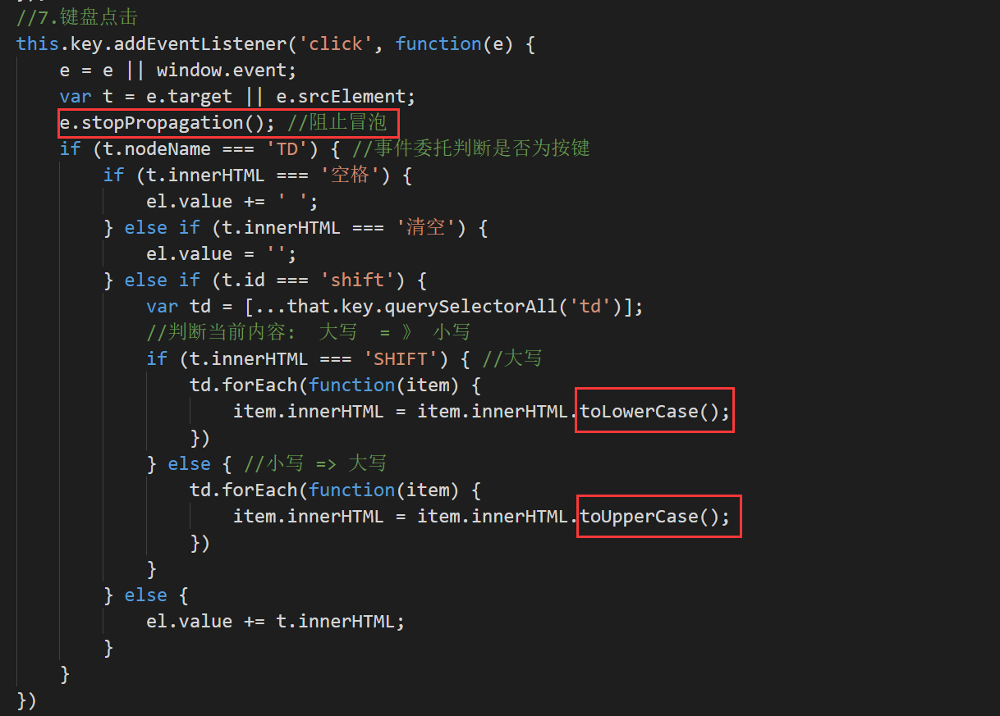 //7.键盘点击
this.key.addEventListener('click', function(e) {
    e = e || window.event;
    var t = e.target || e.srcElement;
    e.stopPropagation(); //阻止冒泡
    if (t.nodeName === 'TD') { //事件委托判断是否为按键
        if (t.innerHTML === '空格') {
            el.value += ' ';
        } else if (t.innerHTML === '清空') {
            el.value = '';
        } else if (t.id === 'shift') {
            var td = [...that.key.querySelectorAll('td')];
            //判断当前内容:  大写  =》 小写
            if (t.innerHTML === 'SHIFT') { //大写
                td.forEach(function(item) {
                    item.innerHTML = item.innerHTML.toLowerCase();
                })
            } else { //小写 => 大写
                td.forEach(function(item) {
                    item.innerHTML = item.innerHTML.toUpperCase();
                })
            }
        } else {
            el.value += t.innerHTML;
        }
    }
})